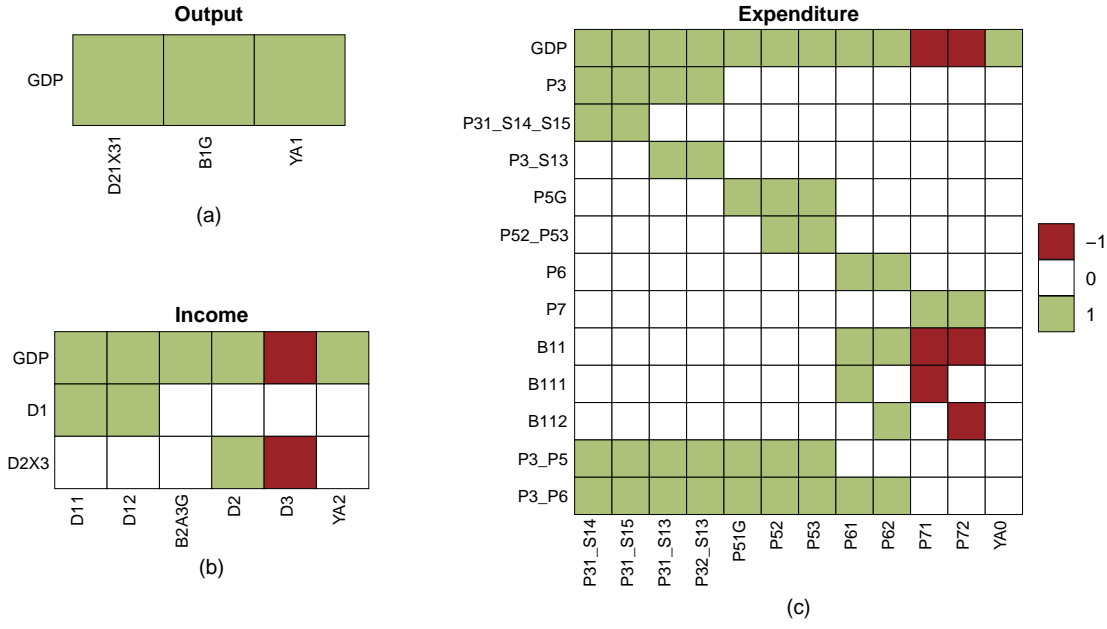 Output
GDP
D21X31
B1G
YA1
(a)
Income
GDP
D1
D2X3
D11
D12
B2A3G
D2
D3
YA2
(b)
Expenditure
GDP
P3
P31_S14_S15
P3_S13
P5G
P52_P53
P6
P7
B11
B111
B112
P3_P5
P3_P6
P31_S14
P31_S15
P31_S13
P32_S13
P51G
P52
P53
P61
P62
P71
P72
YA0
(c)
−1
0
1